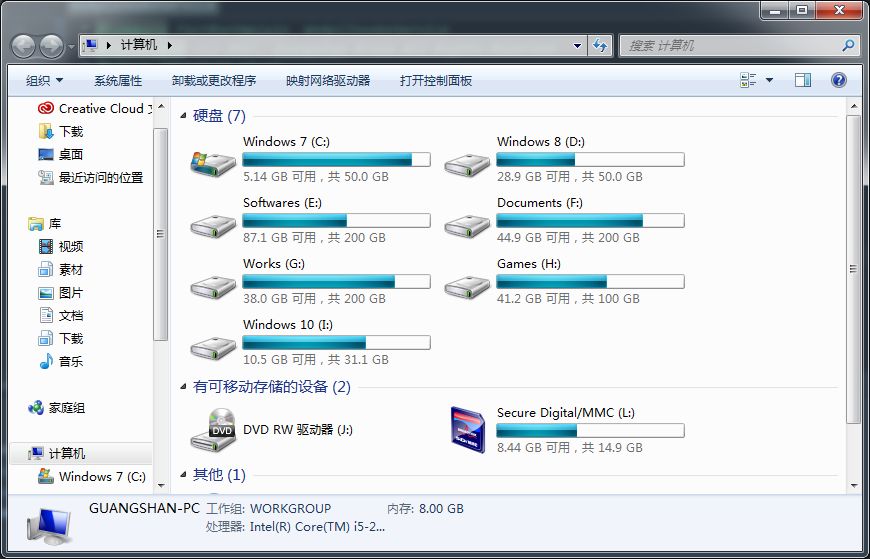 计算机
搜索 计算机
组织 系统属性 卸载或更改程序 映射网络驱动器 打开控制面板
Creative Cloud
下载
桌面
最近访问的位置
库
视频
素材
图片
文档
下载
音乐
家庭组
计算机
Windows 7 (C:)
硬盘 (7)
Windows 7 (C:)
5.14 GB 可用，共 50.0 GB
Windows 8 (D:)
28.9 GB 可用，共 50.0 GB
Softwares (E:)
87.1 GB 可用，共 200 GB
Documents (F:)
44.9 GB 可用，共 200 GB
Works (G:)
38.0 GB 可用，共 200 GB
Games (H:)
41.2 GB 可用，共 100 GB
Windows 10 (I:)
10.5 GB 可用，共 31.1 GB
有可移动存储的设备 (2)
DVD
DVD RW 驱动器 (J:)
Secure Digital/MMC (L:)
8.44 GB 可用，共 14.9 GB
其他 (1)
GUANGSHAN-PC 工作组: WORKGROUP 内存: 8.00 GB
处理器: Intel(R) Core(TM) i5-2...